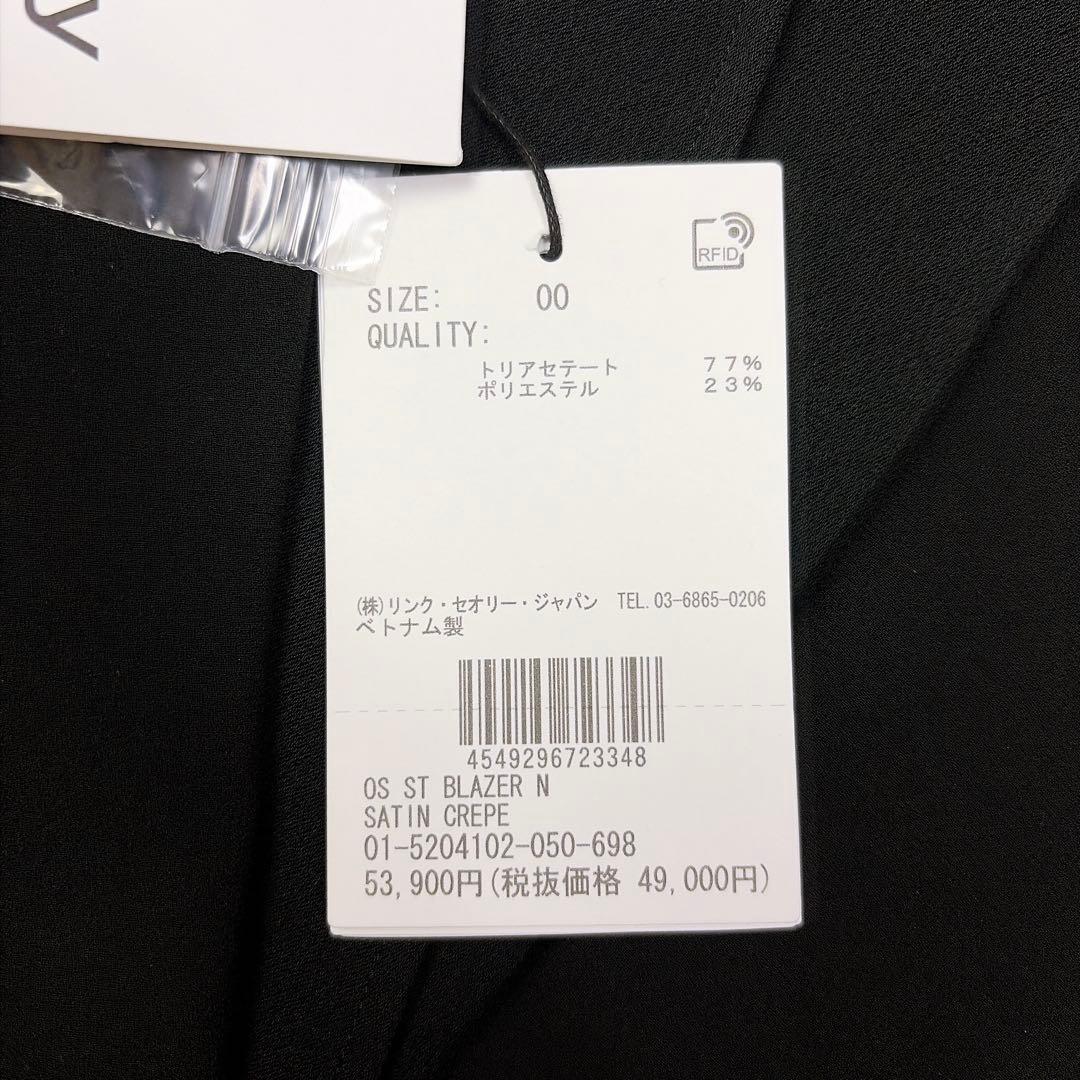 y
RFID
SIZE: 00
QUALITY:
トリアセテート 77%
ポリエステル 23%
(株)リンク・セオリー・ジャパン TEL.03-6865-0206
ベトナム製
4549296723348
OS ST BLAZER N
SATIN CREPE
01-5204102-050-698
53,900円(税抜価格 49,000円)